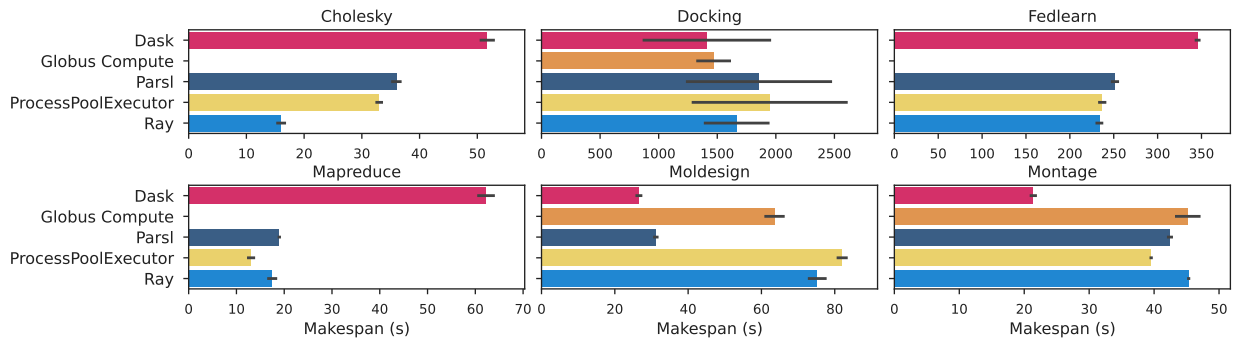 Cholesky Docking Fedlearn
Dask
Globus Compute
Parsl
ProcessPoolExecutor
Ray
0 10 20 30 40 50 0 500 1000 1500 2000 2500 0 50 100 150 200 250 300 350
Mapreduce Moldesign Montage
Dask
Globus Compute
Parsl
ProcessPoolExecutor
Ray
0 10 20 30 40 50 60 70 0 20 40 60 80 0 10 20 30 40 50
Makespan (s) Makespan (s) Makespan (s)